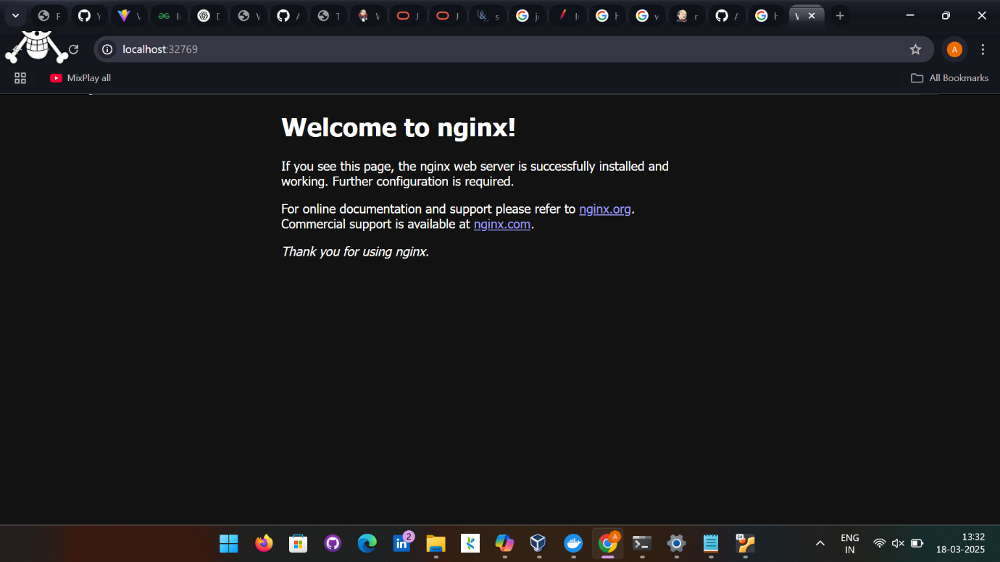 localhost:32769
A
MixPlay all
All Bookmarks
Welcome to nginx!
If you see this page, the nginx web server is successfully installed and
working. Further configuration is required.
For online documentation and support please refer to nginx.org.
Commercial support is available at nginx.com.
Thank you for using nginx.
in
2
A
ENG
IN
13:32
18-03-2025